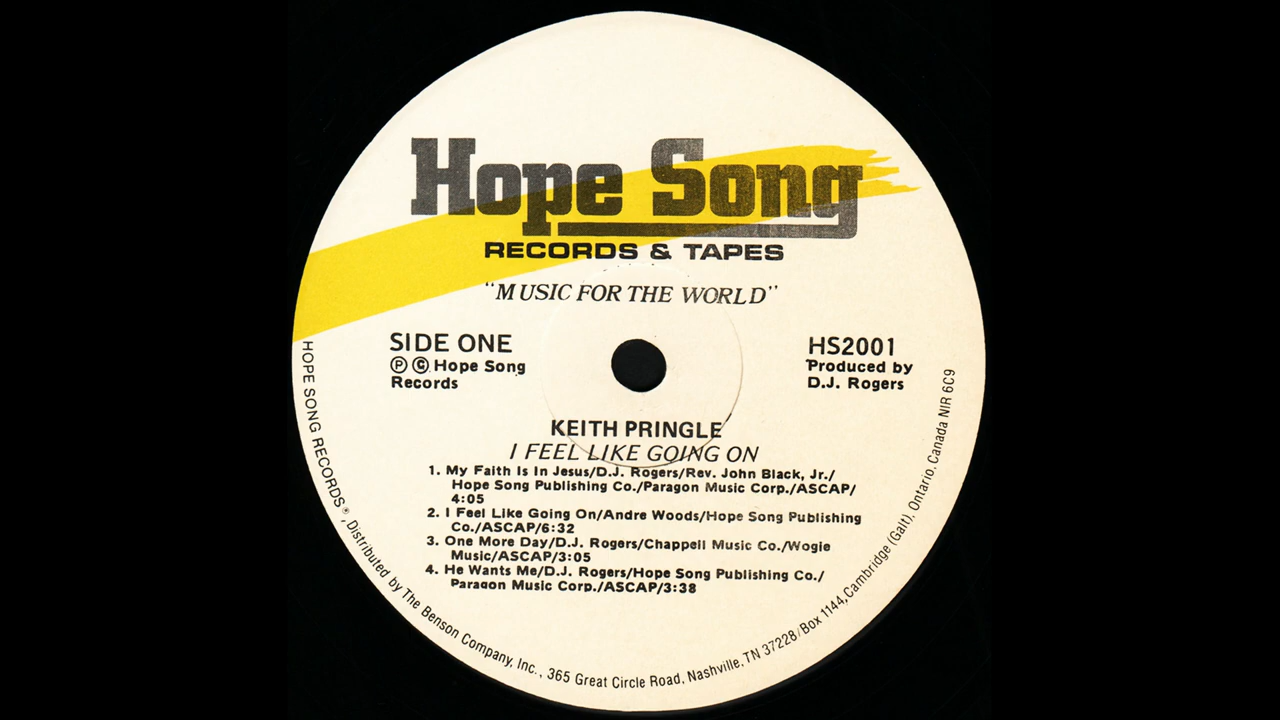 Hope Song
RECORDS & TAPES
"MUSIC FOR THE WORLD"
SIDE ONE
Ⓟ © Hope Song
Records
HS2001
Produced by
D.J. Rogers
KEITH PRINGLE
I FEEL LIKE GOING ON
1. My Faith Is In Jesus/D.J. Rogers/Rev. John Black, Jr./
Hope Song Publishing Co./Paragon Music Corp./ASCAP/
4:05
2. I Feel Like Going On/Andre Woods/Hope Song Publishing
Co./ASCAP/6:32
3. One More Day/D.J. Rogers/Chappell Music Co./Wogie
Music/ASCAP/3:05
4. He Wants Me/D.J. Rogers/Hope Song Publishing Co./
Paragon Music Corp./ASCAP/3:38
HOPE SONG RECORDS®, Distributed by The Benson Company, Inc., 365 Great Circle Road, Nashville, TN 37228/Box 1144, Cambridge (Galt), Ontario, Canada NIR 6C9